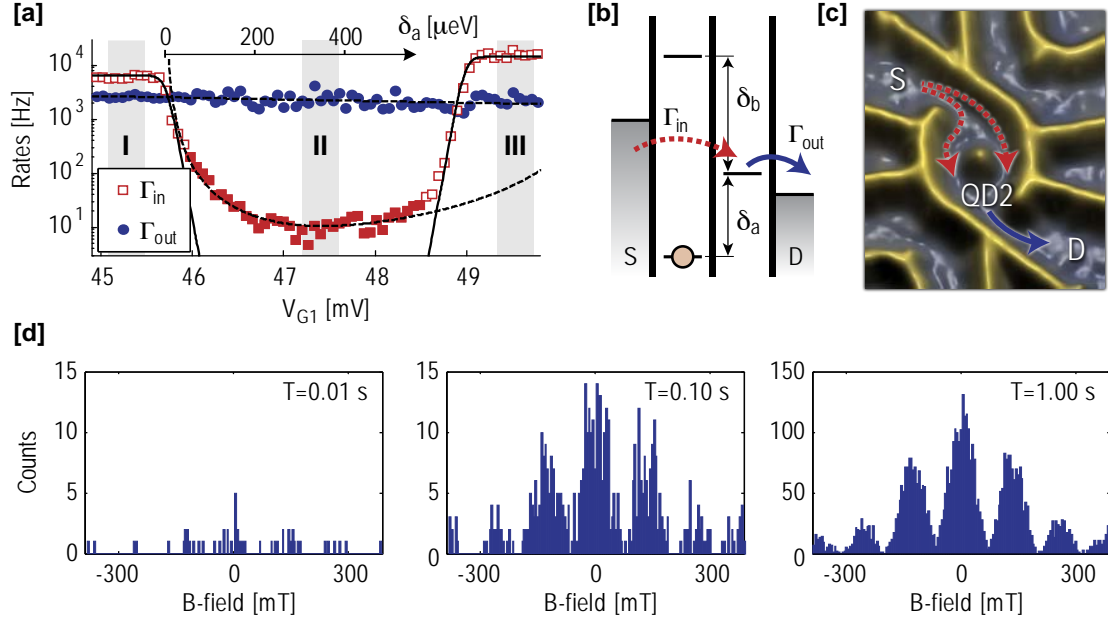 [a]
0 200 400 δa [μeV]
Rates [Hz]
10^4
10^3
10^2
10^1
I II III
Γin
Γout
45 46 47 48 49
VG1 [mV]
[b]
δb
Γin
Γout
δa
S
D
[c]
S
QD2
D
[d]
Counts
15
10
5
0
T=0.01 s
-300 0 300
B-field [mT]
15
10
5
0
T=0.10 s
-300 0 300
B-field [mT]
150
100
50
0
T=1.00 s
-300 0 300
B-field [mT]